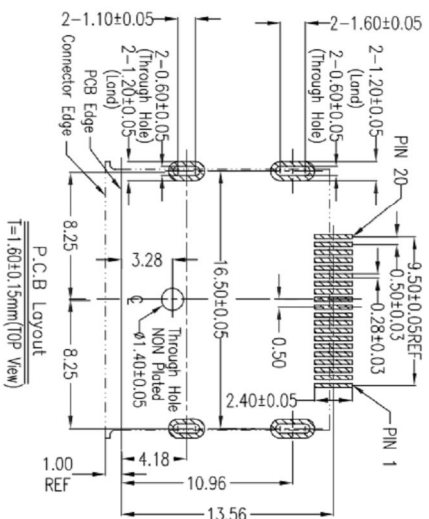 2-1.10±0.05
2-1.60±0.05
2-1.20±0.05
(Land)
2-0.60±0.05
(Through Hole)
2-0.60±0.05
(Through Hole)
2-1.20±0.05
(Land)
PCB Edge
Connector Edge
PIN 20
9.50±0.05REF
0.50±0.03
0.28±0.03
8.25
8.25
3.28
16.50±0.05
0.50
Through Hole
NON Plated
ø1.40±0.05
2.40±0.05
PIN 1
P.C.B Layout
T=1.60±0.15mm(TOP View)
1.00
REF
4.18
10.96
13.56